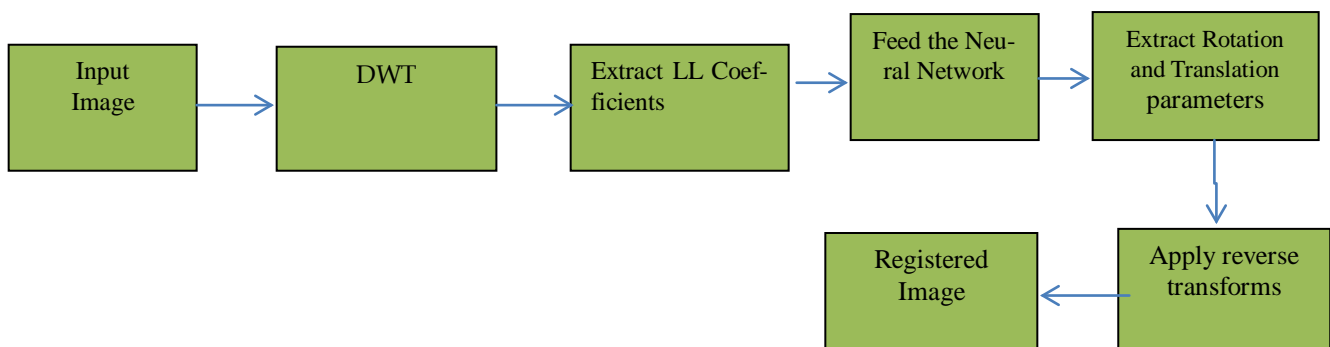 Input
Image
DWT
Extract LL Coef-
ficients
Feed the Neu-
ral Network
Extract Rotation
and Translation
parameters
Apply reverse
transforms
Registered
Image